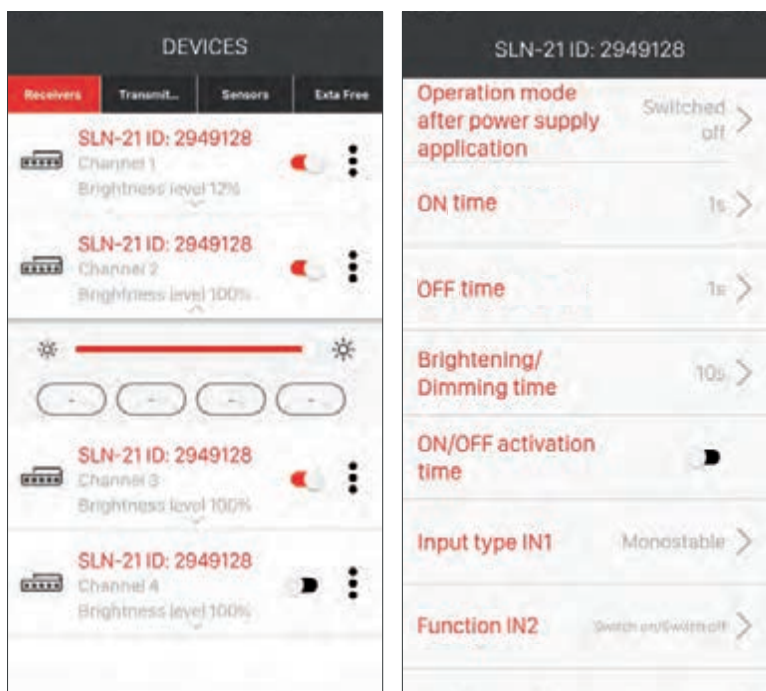 DEVICES
Receivers Transmit... Sensors Exta Free
SLN-21 ID: 2949128
Channel 1
Brightness level 12%
SLN-21 ID: 2949128
Channel 2
Brightness level 100%
- - - -
SLN-21 ID: 2949128
Channel 3
Brightness level 100%
SLN-21 ID: 2949128
Channel 4
Brightness level 100%
SLN-21 ID: 2949128
Operation mode
after power supply
application
Switched
off
ON time 1s
OFF time 1s
Brightening/
Dimming time
10s
ON/OFF activation
time
Input type IN1 Monostable
Function IN2 Switch on/Switch off